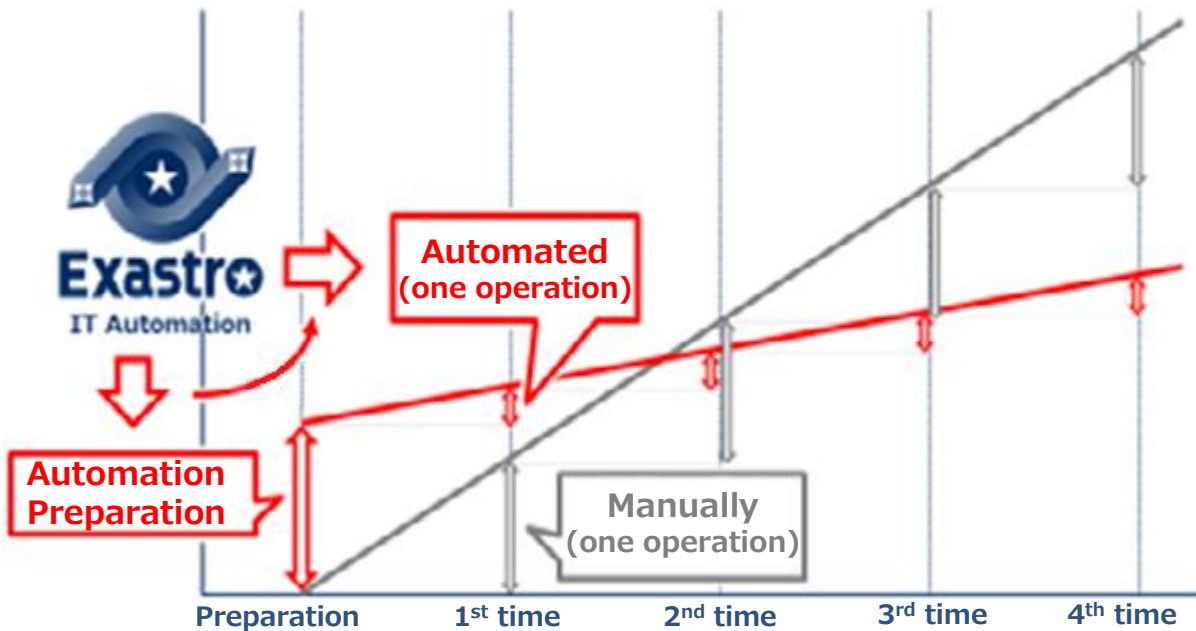 Exastro
IT Automation
Automated
(one operation)
Automation
Preparation
Manually
(one operation)
Preparation
1st time
2nd time
3rd time
4th time